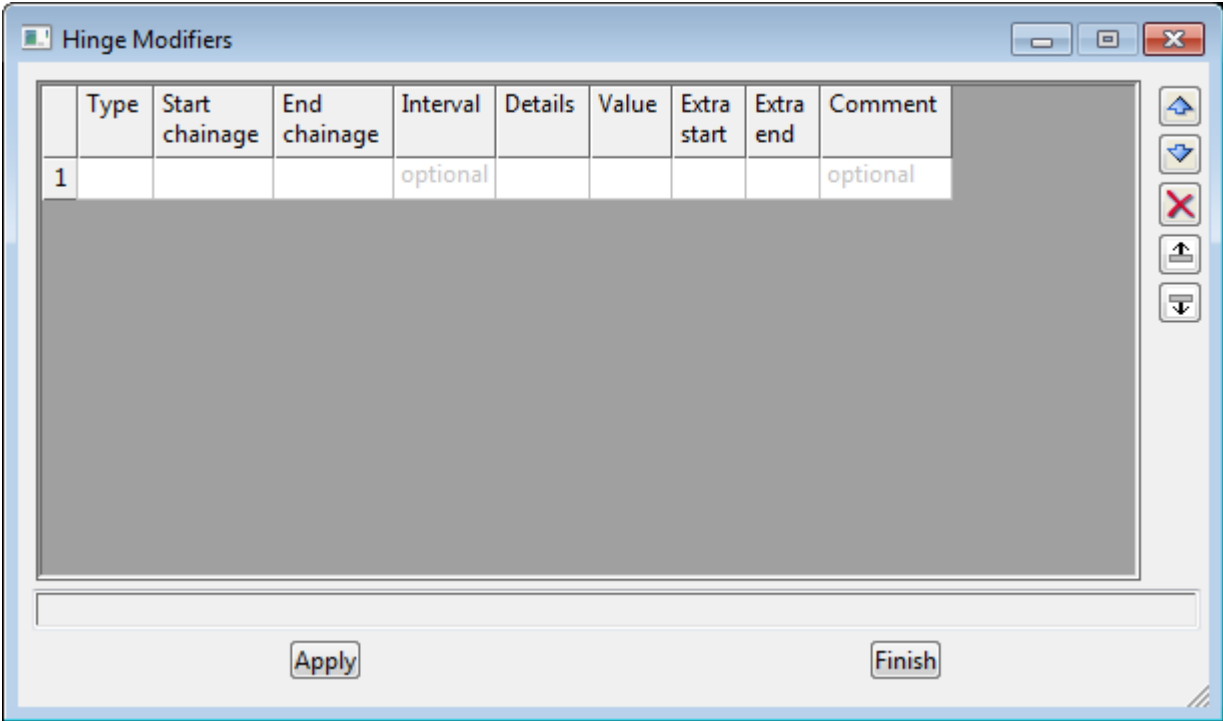 Hinge Modifiers
Type Start chainage End chainage Interval Details Value Extra start Extra end Comment
1 optional optional
Apply Finish